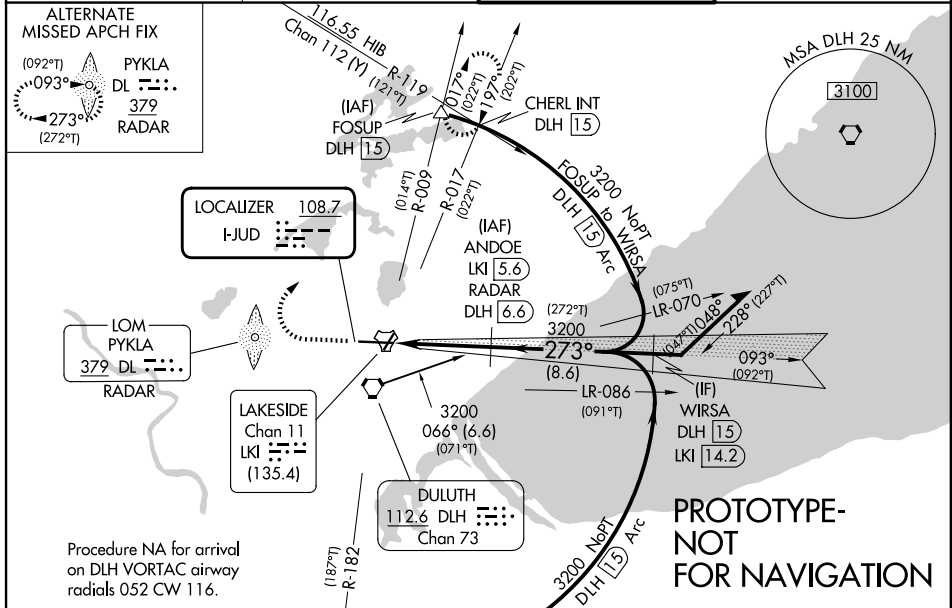 ALTERNATE
MISSED APCH FIX
(092°T)
093°
273°
(272°T)
PYKLA
DL
379
RADAR
116.55 HIB
Chan 112 (Y)
R-119
(121°T)
017°
(022°T)
197°
(202°T)
(IAF)
FOSUP
DLH 15
CHERL INT
DLH 15
MSA DLH 25 NM
3100
(014°T)
R-009
R-017
(022°T)
3200 NoPT
FOSUP to WIRSA
DLH 15 Arc
LOCALIZER 108.7
I-JUD
(IAF)
ANDOE
LKI 5.6
RADAR
DLH 6.6
(272°T)
3200
273°
(8.6)
(075°T)
LR-070
(047°T) 048°
228° (227°T)
093°
(092°T)
LOM
PYKLA
379 DL
RADAR
LR-086
(091°T)
(IF)
WIRSA
DLH 15
LKI 14.2
LAKESIDE
Chan 11
LKI
(135.4)
3200
066° (6.6)
(071°T)
DULUTH
112.6 DLH
Chan 73
(187°T)
R-182
3200 NoPT
DLH 15 Arc
Procedure NA for arrival
on DLH VORTAC airway
radials 052 CW 116.
PROTOTYPE-
NOT
FOR NAVIGATION